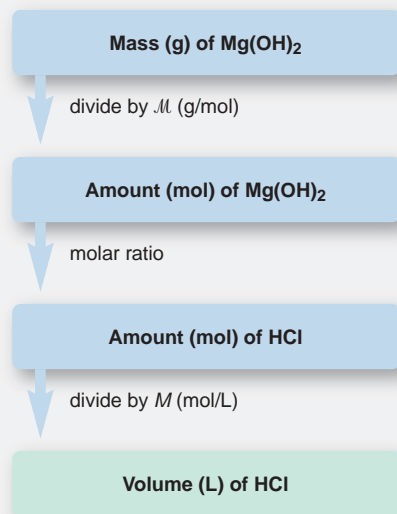 Mass (g) of Mg(OH)₂
divide by ℳ (g/mol)
Amount (mol) of Mg(OH)₂
molar ratio
Amount (mol) of HCl
divide by M (mol/L)
Volume (L) of HCl